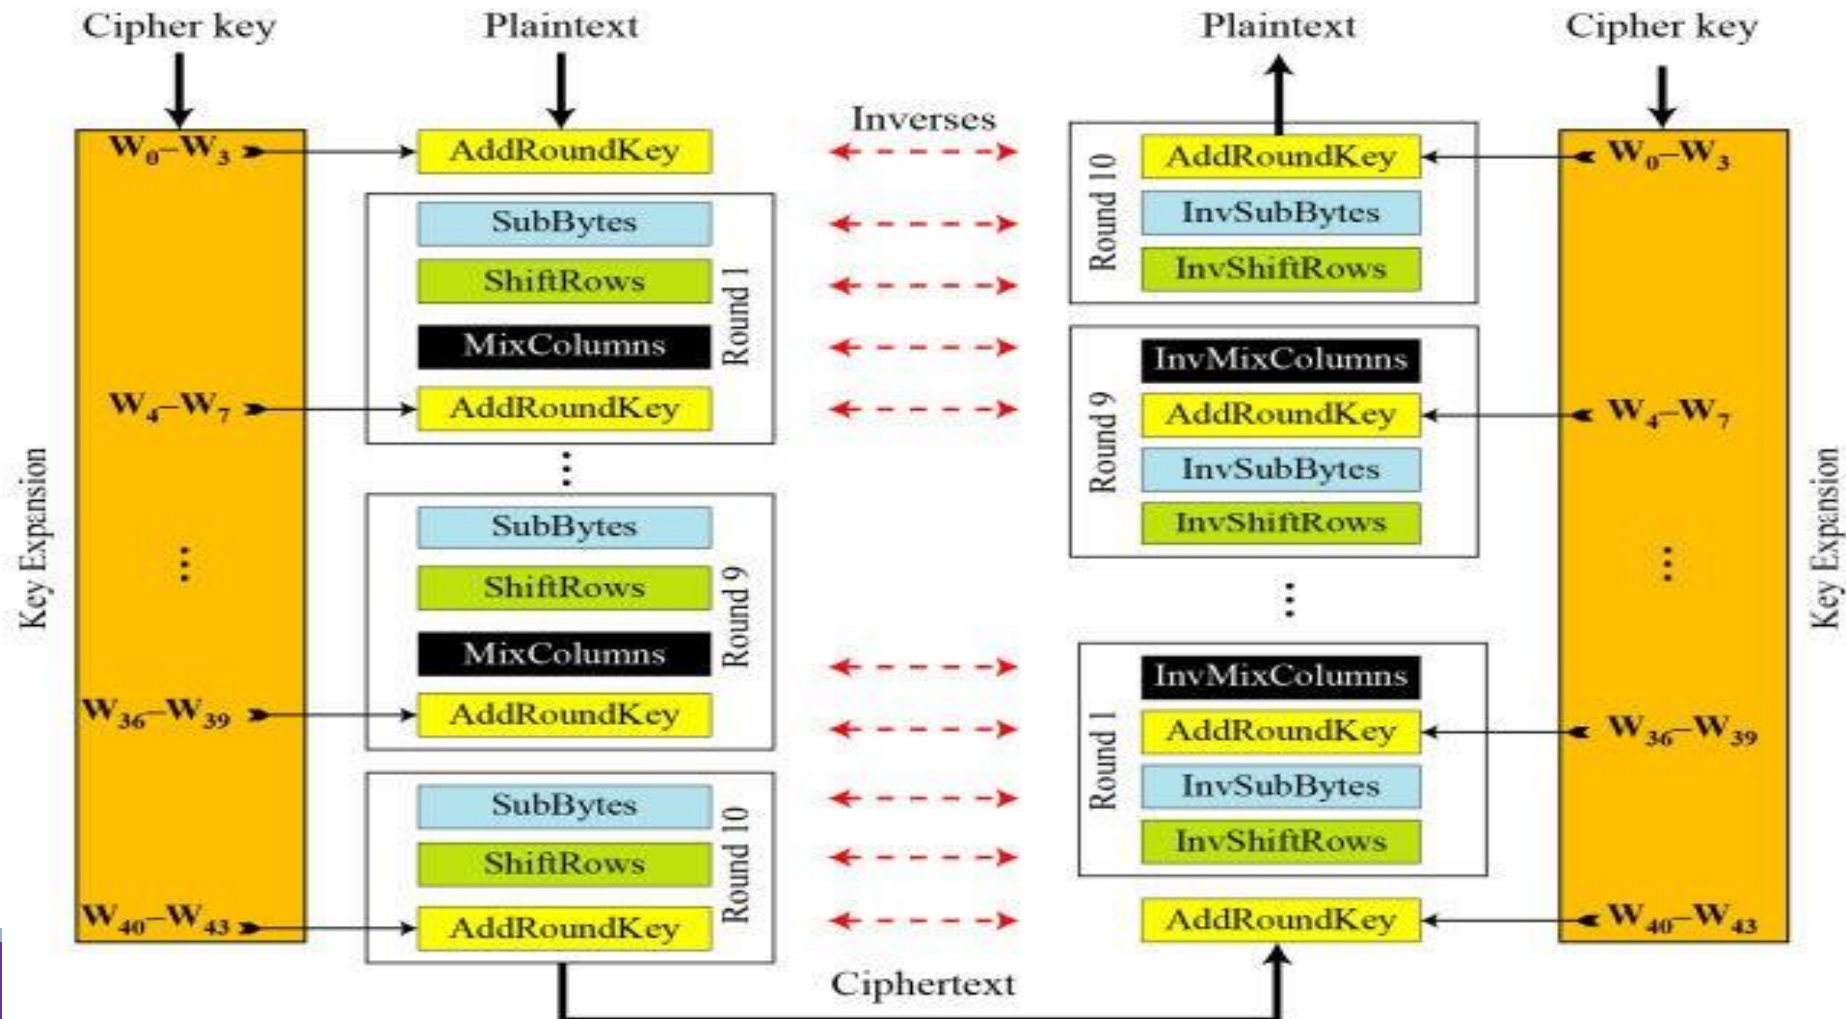 Cipher key
Plaintext
Plaintext
Cipher key
Inverses
Key Expansion
W₀–W₃
W₄–W₇
⋮
W₃₆–W₃₉
W₄₀–W₄₃
AddRoundKey
SubBytes
ShiftRows
MixColumns
AddRoundKey
Round 1
⋮
SubBytes
ShiftRows
MixColumns
AddRoundKey
Round 9
SubBytes
ShiftRows
AddRoundKey
Round 10
Ciphertext
AddRoundKey
InvSubBytes
InvShiftRows
Round 10
InvMixColumns
AddRoundKey
InvSubBytes
InvShiftRows
Round 9
⋮
InvMixColumns
AddRoundKey
InvSubBytes
InvShiftRows
Round 1
AddRoundKey
W₀–W₃
W₄–W₇
⋮
W₃₆–W₃₉
W₄₀–W₄₃
Key Expansion